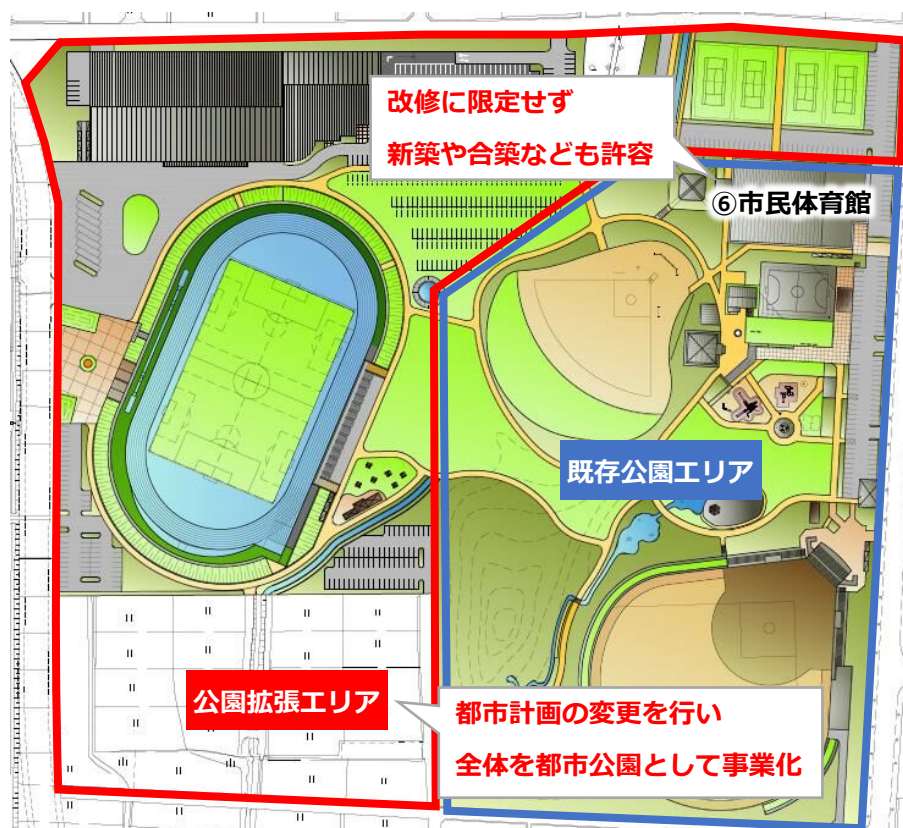 改修に限定せず
新築や合築なども許容
⑥市民体育館
既存公園エリア
公園拡張エリア
都市計画の変更を行い
全体を都市公園として事業化